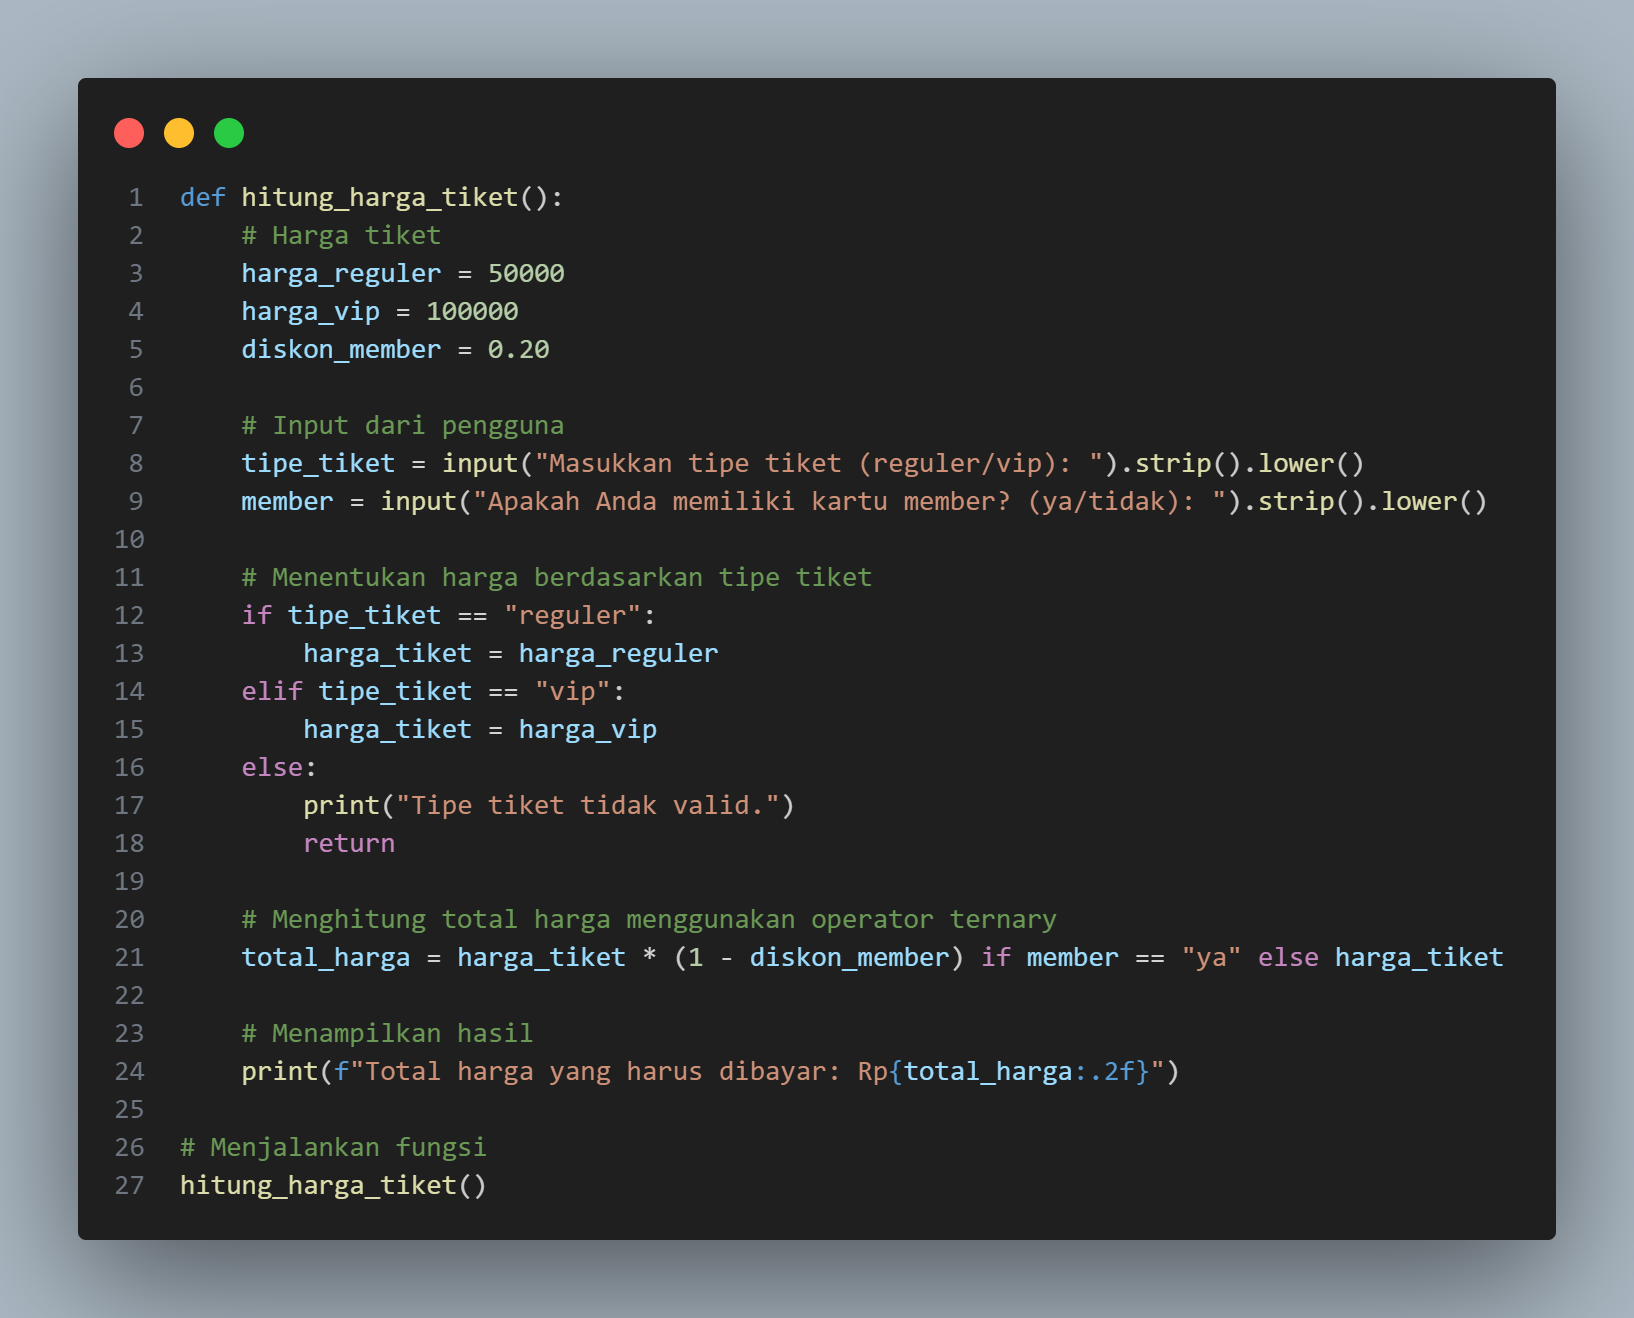 1 def hitung_harga_tiket():
2     # Harga tiket
3     harga_reguler = 50000
4     harga_vip = 100000
5     diskon_member = 0.20
6
7     # Input dari pengguna
8     tipe_tiket = input("Masukkan tipe tiket (reguler/vip): ").strip().lower()
9     member = input("Apakah Anda memiliki kartu member? (ya/tidak): ").strip().lower()
10
11     # Menentukan harga berdasarkan tipe tiket
12     if tipe_tiket == "reguler":
13         harga_tiket = harga_reguler
14     elif tipe_tiket == "vip":
15         harga_tiket = harga_vip
16     else:
17         print("Tipe tiket tidak valid.")
18         return
19
20     # Menghitung total harga menggunakan operator ternary
21     total_harga = harga_tiket * (1 - diskon_member) if member == "ya" else harga_tiket
22
23     # Menampilkan hasil
24     print(f"Total harga yang harus dibayar: Rp{total_harga:.2f}")
25
26 # Menjalankan fungsi
27 hitung_harga_tiket()